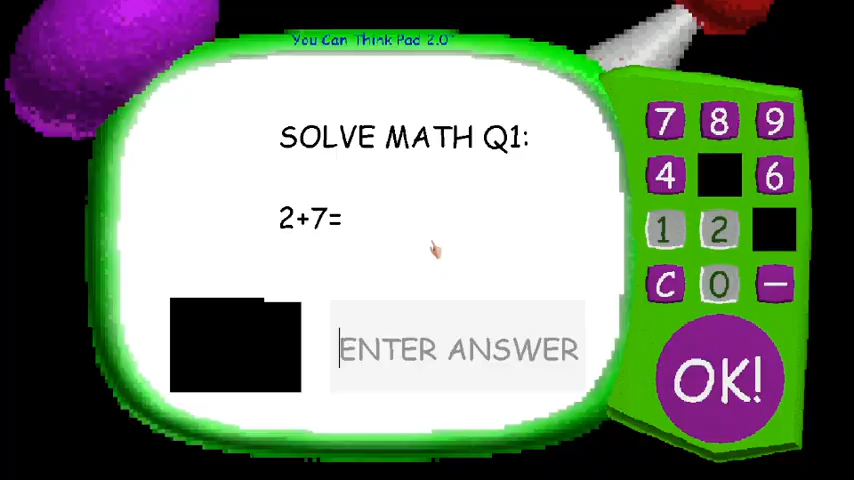 You Can Think Pad 2.0
SOLVE MATH Q1:
2+7=
ENTER ANSWER
7 8 9
4 6
1 2
C 0 −
OK!